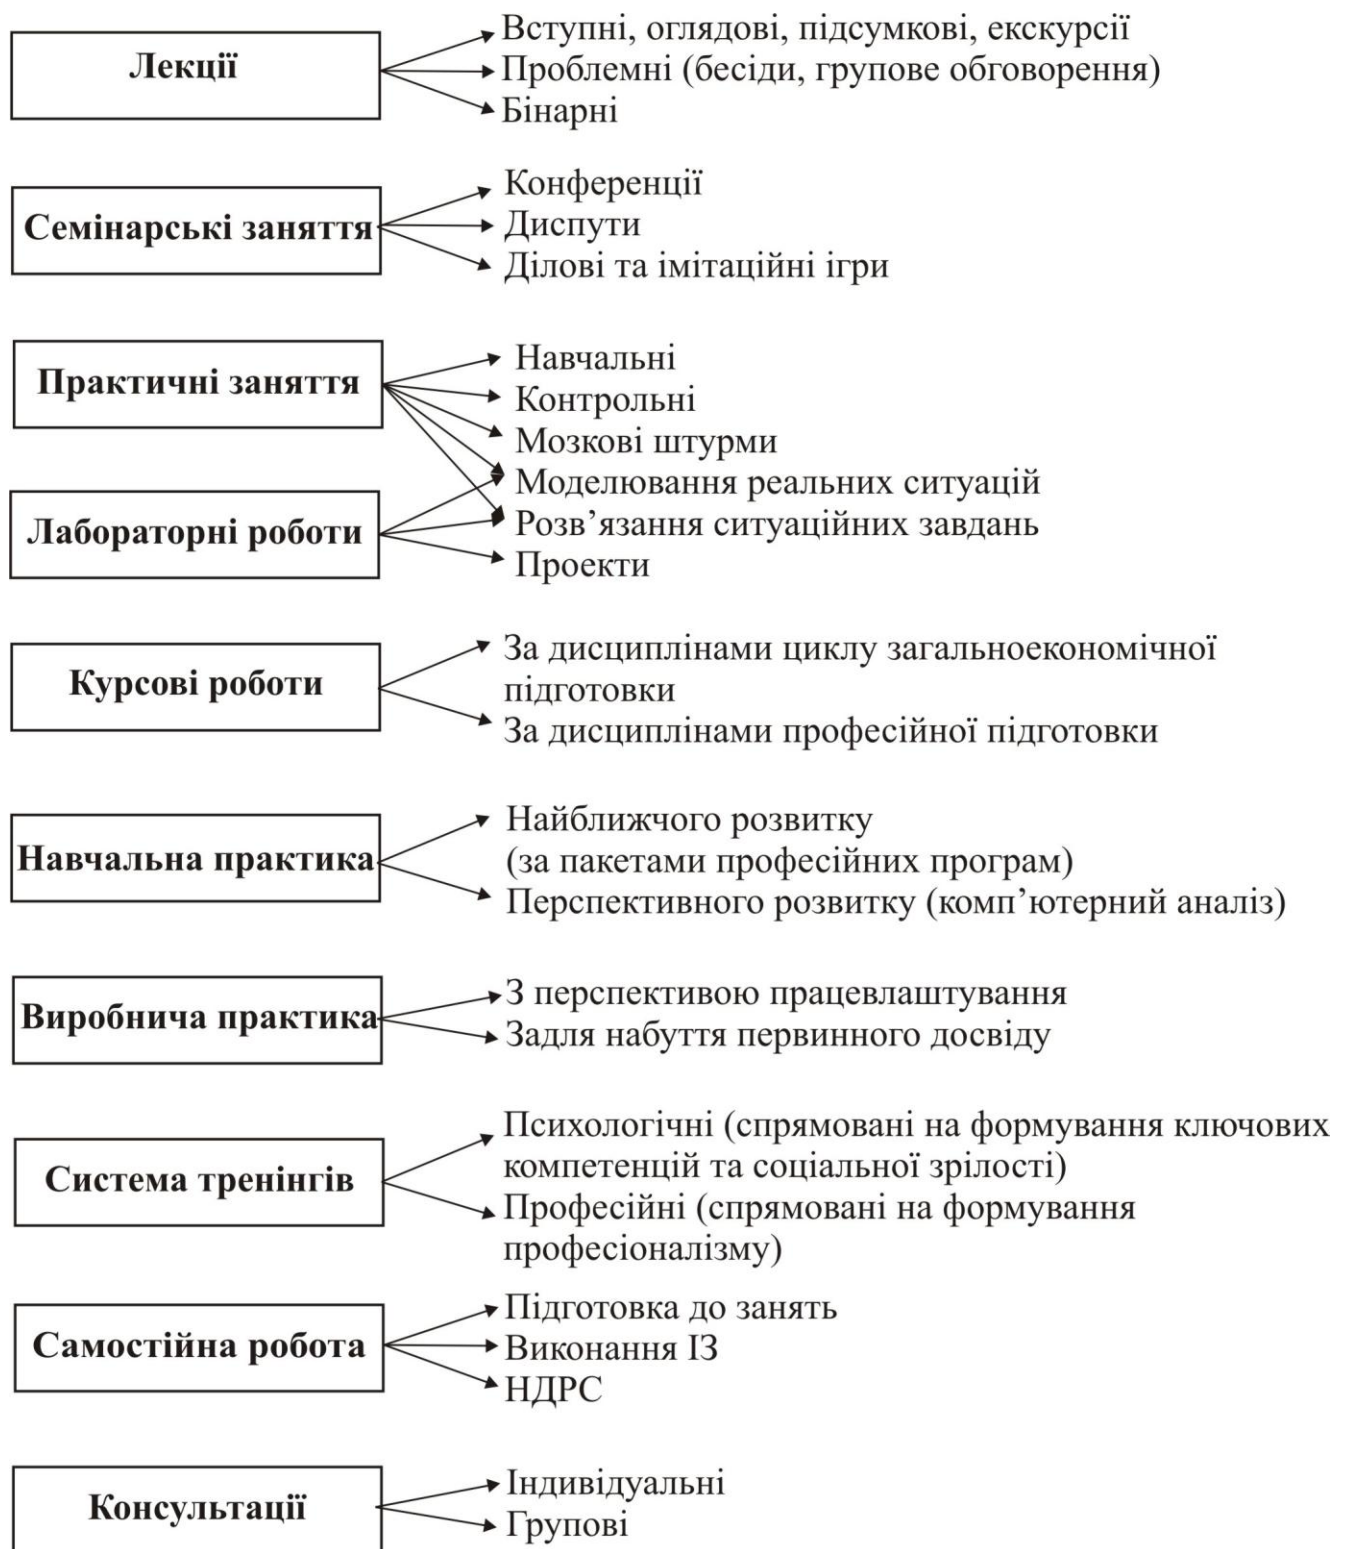 Лекції
Вступні, оглядові, підсумкові, екскурсії
Проблемні (бесіди, групове обговорення)
Бінарні
Семінарські заняття
Конференції
Диспути
Ділові та імітаційні ігри
Практичні заняття
Навчальні
Контрольні
Мозкові штурми
Моделювання реальних ситуацій
Лабораторні роботи
Розв’язання ситуаційних завдань
Проекти
Курсові роботи
За дисциплінами циклу загальноекономічної
підготовки
За дисциплінами професійної підготовки
Навчальна практика
Найближчого розвитку
(за пакетами професійних програм)
Перспективного розвитку (комп’ютерний аналіз)
Виробнича практика
З перспективою працевлаштування
Задля набуття первинного досвіду
Система тренінгів
Психологічні (спрямовані на формування ключових
компетенцій та соціальної зрілості)
Професійні (спрямовані на формування
професіоналізму)
Самостійна робота
Підготовка до занять
Виконання ІЗ
НДРС
Консультації
Індивідуальні
Групові